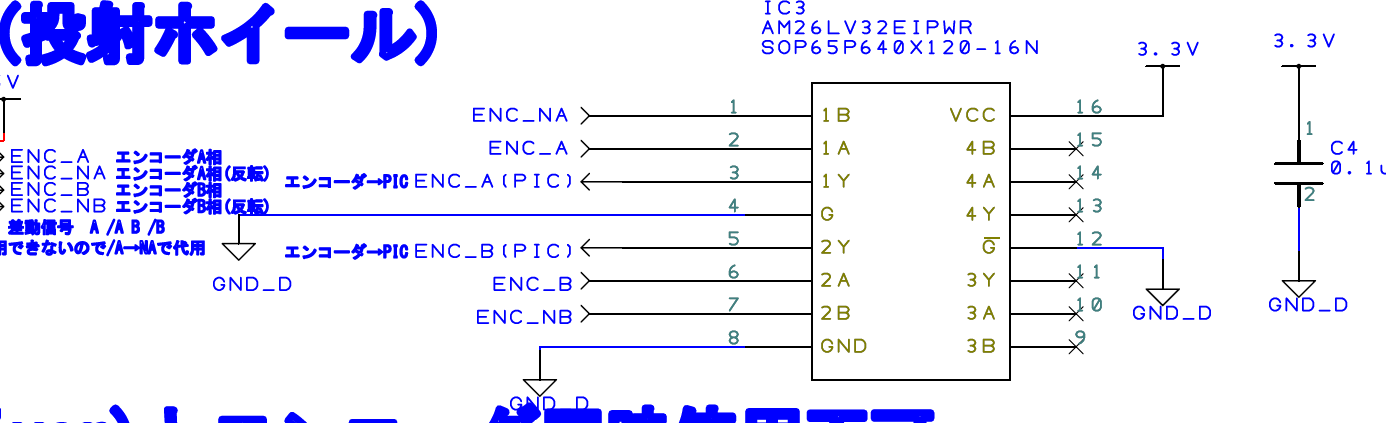 (投射ホイール)
IC3
AM26LV32EIPWR
SOP65P640X120-16N
3.3V
3.3V
V
ENC_NA
1
1B
VCC
16
ENC_A
2
1A
4B
15
エンコーダ→PIC ENC_A(PIC)
3
1Y
4A
14
4
G
4Y
13
エンコーダ→PIC ENC_B(PIC)
5
2Y
G̅
12
ENC_B
6
2A
3Y
11
ENC_NB
7
2B
3A
10
8
GND
3B
9
ENC_A エンコーダA相
ENC_NA エンコーダA相(反転)
ENC_B エンコーダB相
ENC_NB エンコーダB相(反転)
差動信号 A /A B /B
用できないので/A→NAで代用
GND_D
GND_D
GND_D
1
C4
0.1u
2
GND_D